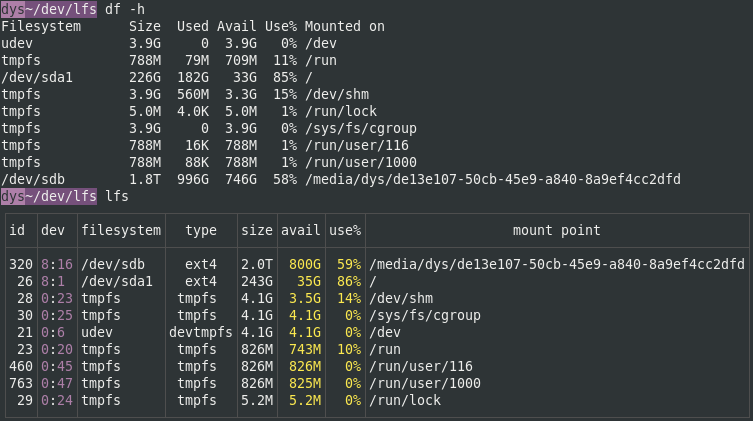 dys~/dev/lfs df -h
Filesystem      Size  Used Avail Use% Mounted on
udev            3.9G     0  3.9G   0% /dev
tmpfs           788M   79M  709M  11% /run
/dev/sda1       226G  182G   33G  85% /
tmpfs           3.9G  560M  3.3G  15% /dev/shm
tmpfs           5.0M  4.0K  5.0M   1% /run/lock
tmpfs           3.9G     0  3.9G   0% /sys/fs/cgroup
tmpfs           788M   16K  788M   1% /run/user/116
tmpfs           788M   88K  788M   1% /run/user/1000
/dev/sdb        1.8T  996G  746G  58% /media/dys/de13e107-50cb-45e9-a840-8a9ef4cc2dfd
dys~/dev/lfs lfs
id dev filesystem type size avail use% mount point
320 8:16 /dev/sdb ext4 2.0T 800G 59% /media/dys/de13e107-50cb-45e9-a840-8a9ef4cc2dfd
26 8:1 /dev/sda1 ext4 243G 35G 86% /
28 0:23 tmpfs tmpfs 4.1G 3.5G 14% /dev/shm
30 0:25 tmpfs tmpfs 4.1G 4.1G 0% /sys/fs/cgroup
21 0:6 udev devtmpfs 4.1G 4.1G 0% /dev
23 0:20 tmpfs tmpfs 826M 743M 10% /run
460 0:45 tmpfs tmpfs 826M 826M 0% /run/user/116
763 0:47 tmpfs tmpfs 826M 825M 0% /run/user/1000
29 0:24 tmpfs tmpfs 5.2M 5.2M 0% /run/lock